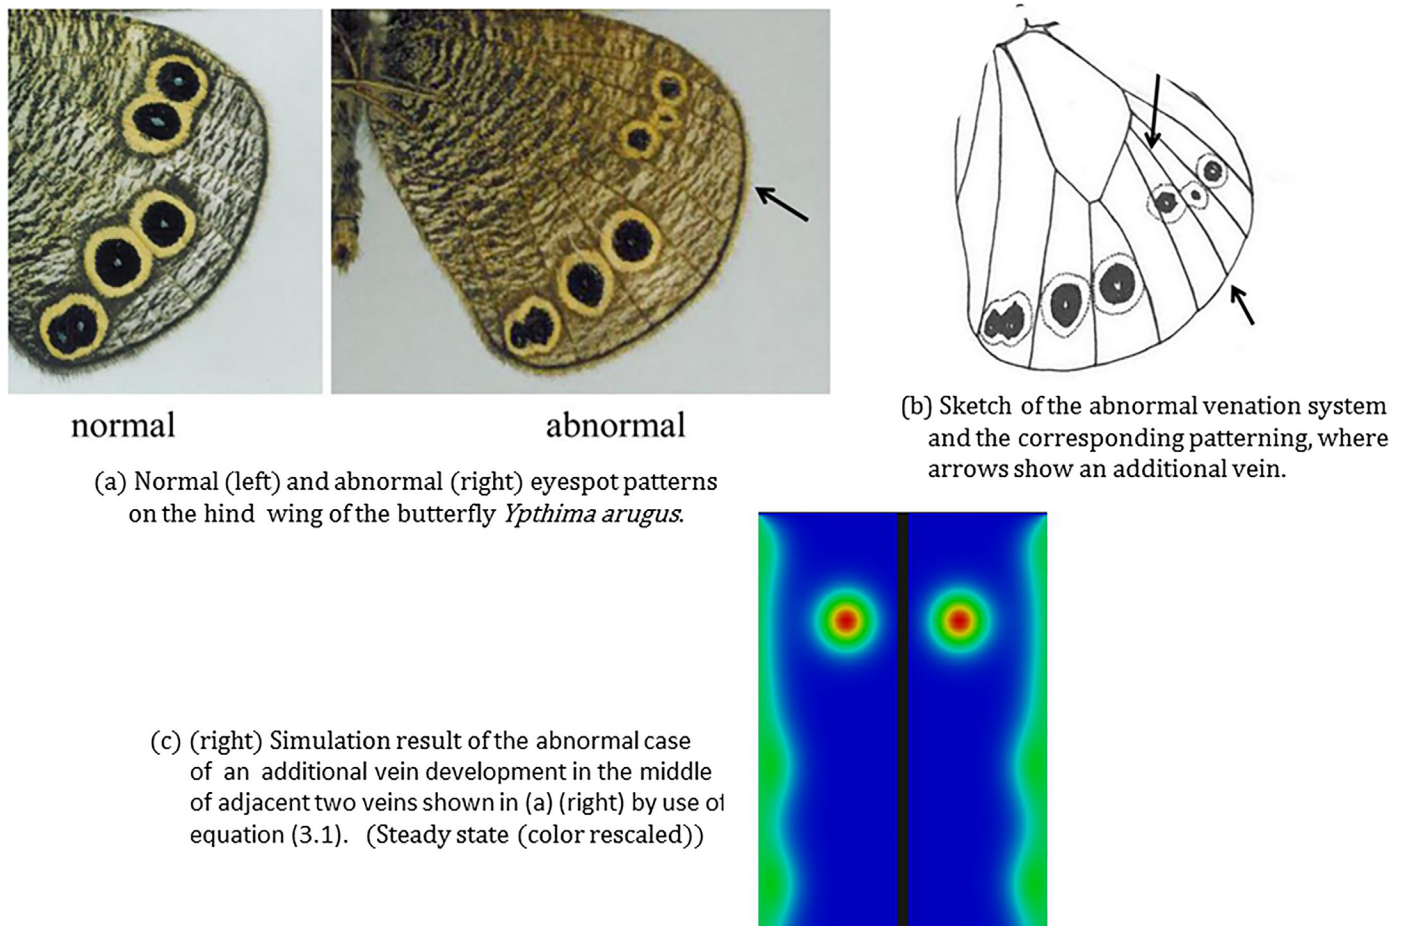 normal
abnormal
(a) Normal (left) and abnormal (right) eyespot patterns
on the hind wing of the butterfly Ypthima arugus.
(b) Sketch of the abnormal venation system
and the corresponding patterning, where
arrows show an additional vein.
(c) (right) Simulation result of the abnormal case
of an additional vein development in the middle
of adjacent two veins shown in (a) (right) by use of
equation (3.1). (Steady state (color rescaled))